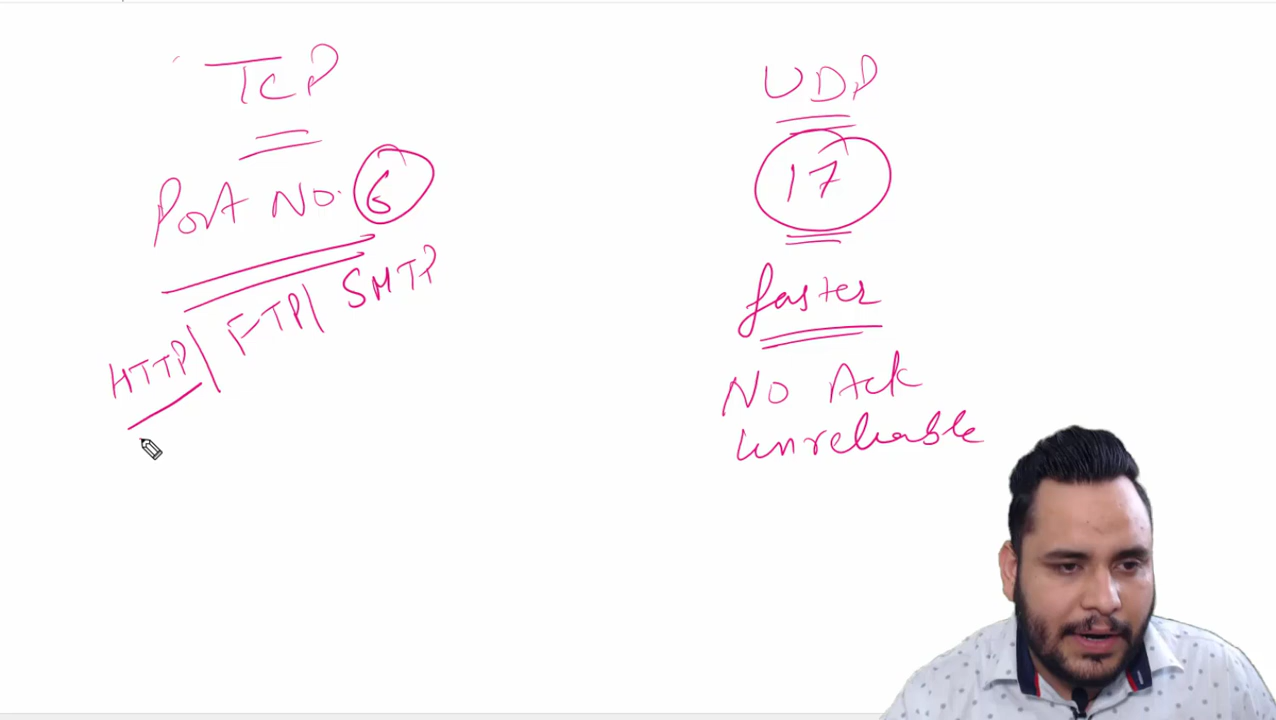 TCP
Port No. 6
HTTP | FTP | SMTP
UDP
17
faster
No Ack
Unreliable